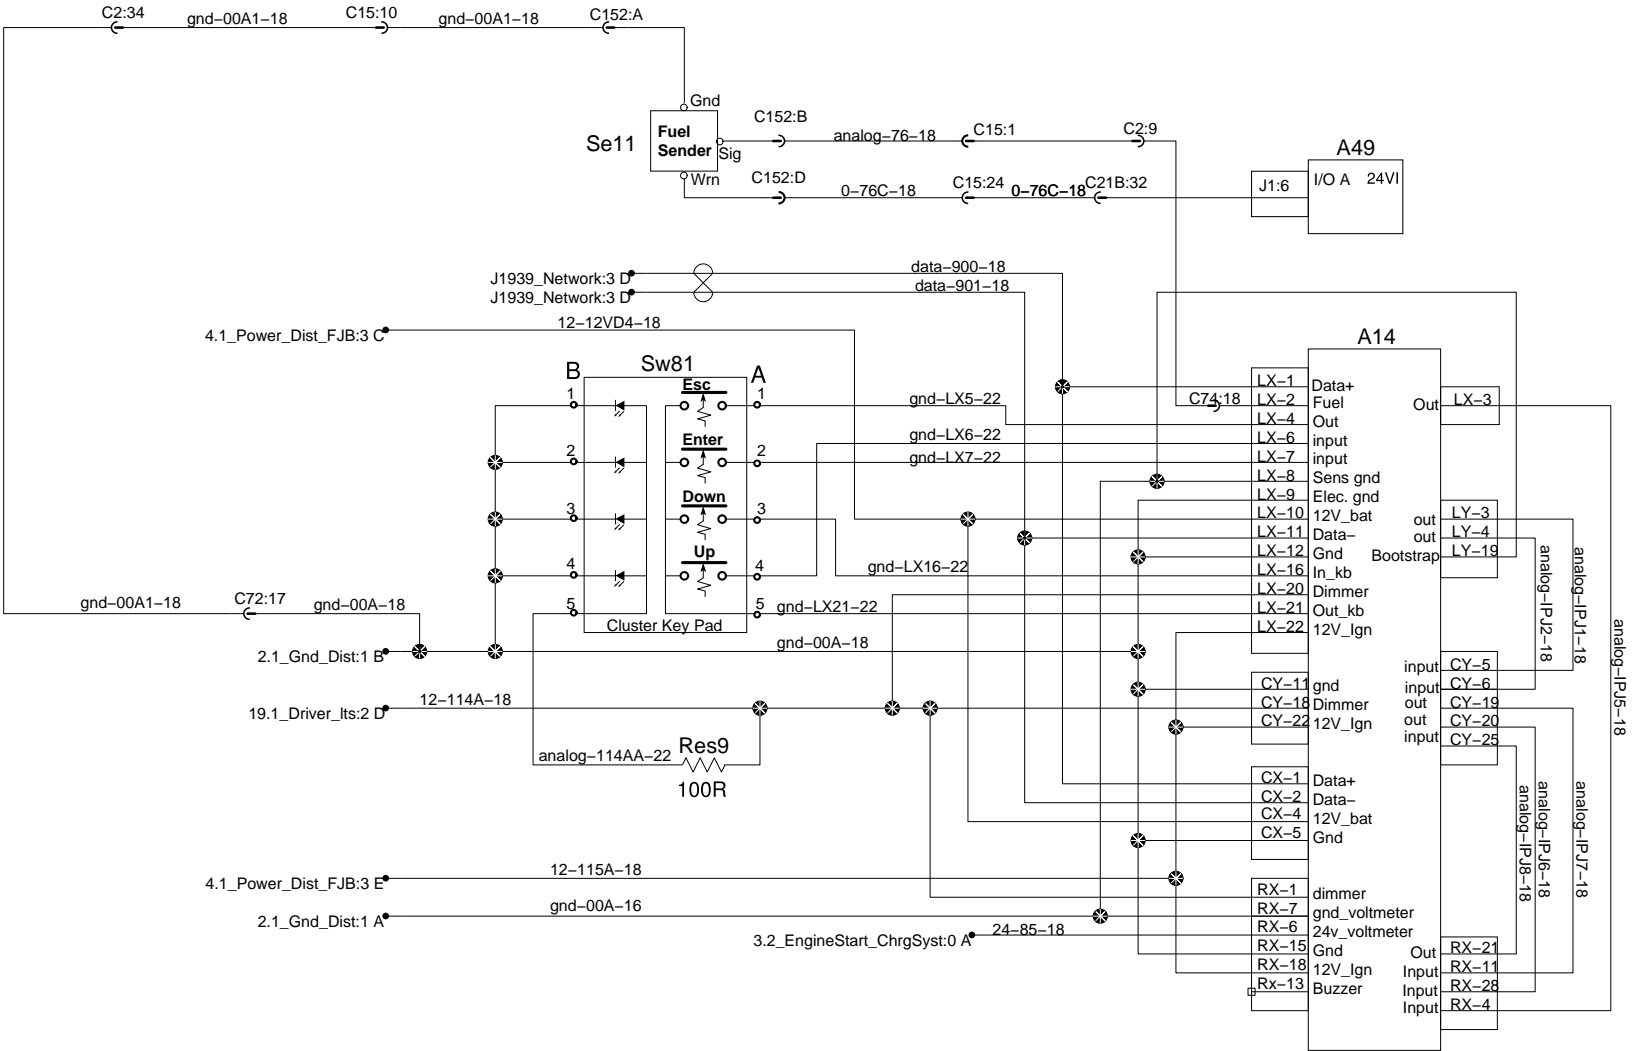 C2:34
gnd-00A1-18
C15:10
gnd-00A1-18
C152:A
Gnd
Se11
Fuel
Sender
Sig
Wrn
C152:B
analog-76-18
C15:1
C2:9
C152:D
0-76C-18
C15:24
0-76C-18
C21B:32
A49
J1:6
I/O A
24VI
J1939_Network:3 D
data-900-18
J1939_Network:3 D
data-901-18
4.1_Power_Dist_FJB:3 C
12-12VD4-18
Sw81
B
A
1
Esc
1
2
Enter
2
3
Down
3
4
Up
4
5
5
Cluster Key Pad
gnd-LX5-22
gnd-LX6-22
gnd-LX7-22
gnd-LX16-22
gnd-LX21-22
C74:18
A14
LX-1 Data+
LX-2 Fuel
LX-4 Out
LX-6 input
LX-7 input
LX-8 Sens gnd
LX-9 Elec. gnd
LX-10 12V_bat
LX-11 Data-
LX-12 Gnd
LX-16 In_kb
LX-20 Dimmer
LX-21 Out_kb
LX-22 12V_Ign
Out LX-3
out LY-3
out LY-4
Bootstrap LY-19
analog-IPJ2-18
analog-IPJ1-18
analog-IPJ5-18
gnd-00A1-18
C72:17
gnd-00A-18
2.1_Gnd_Dist:1 B
gnd-00A-18
19.1_Driver_lts:2 D
12-114A-18
analog-114AA-22
Res9
100R
CY-11 gnd
CY-18 Dimmer
CY-22 12V_Ign
input CY-5
input CY-6
out CY-19
out CY-20
input CY-25
CX-1 Data+
CX-2 Data-
CX-4 12V_bat
CX-5 Gnd
analog-IPJ8-18
analog-IPJ6-18
analog-IPJ7-18
4.1_Power_Dist_FJB:3 E
12-115A-18
2.1_Gnd_Dist:1 A
gnd-00A-16
3.2_EngineStart_ChrgSyst:0 A
24-85-18
RX-1 dimmer
RX-7 gnd_voltmeter
RX-6 24v_voltmeter
RX-15 Gnd
RX-18 12V_Ign
Rx-13 Buzzer
Out RX-21
Input RX-11
Input RX-28
Input RX-4